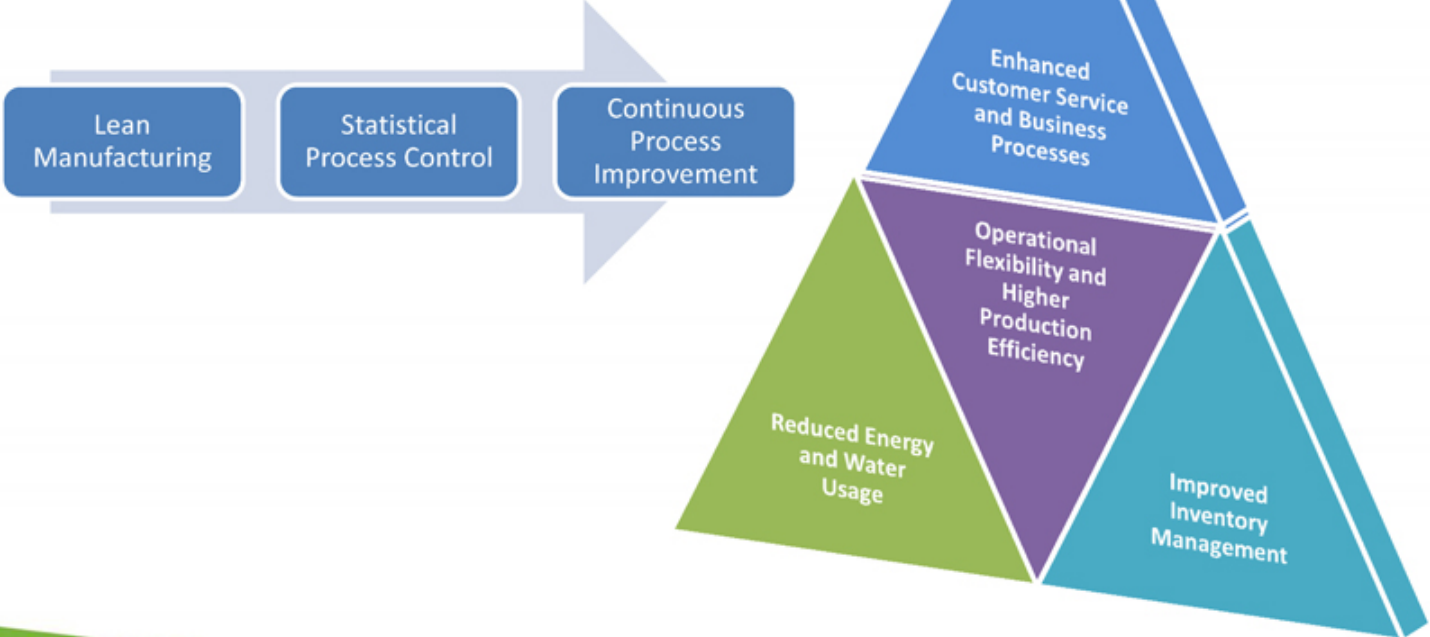 Lean
Manufacturing
Statistical
Process Control
Continuous
Process
Improvement
Enhanced
Customer Service
and Business
Processes
Operational
Flexibility and
Higher
Production
Efficiency
Reduced Energy
and Water
Usage
Improved
Inventory
Management